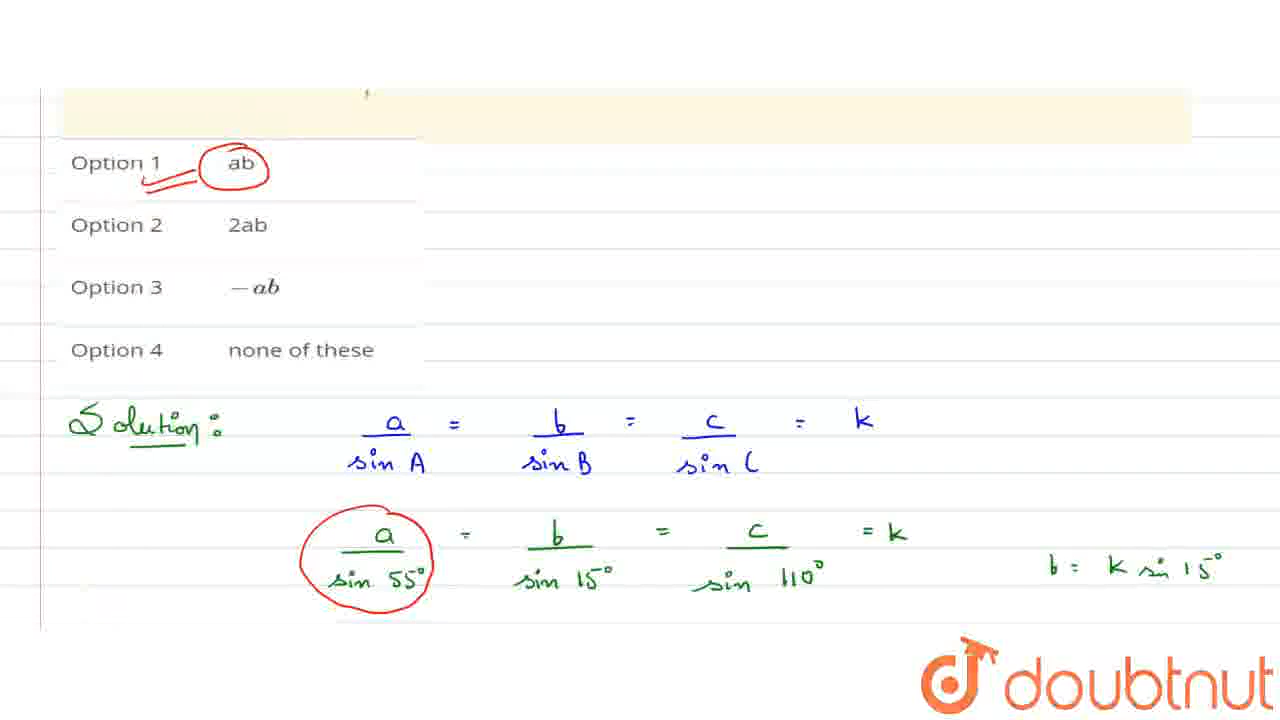 Option 1 ab
Option 2 2ab
Option 3 −ab
Option 4 none of these
Solution:
a/sin A = b/sin B = c/sin C = k
a/sin 55° = b/sin 15° = c/sin 110° = k
b = k sin 15°
doubtnut